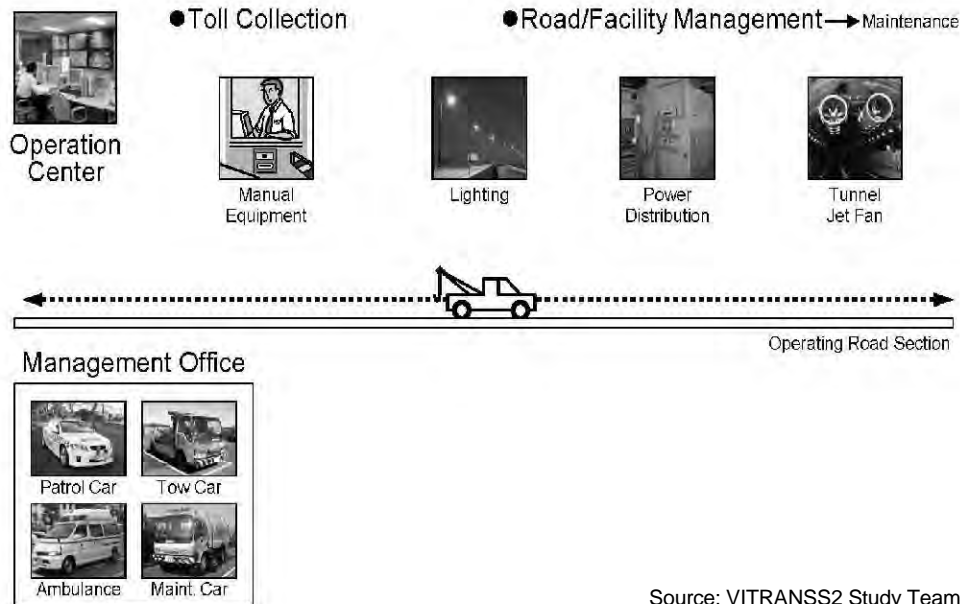 ●Toll Collection
●Road/Facility Management→Maintenance
Operation
Center
Manual
Equipment
Lighting
Power
Distribution
Tunnel
Jet Fan
Operating Road Section
Management Office
Patrol Car
Tow Car
Ambulance
Maint. Car
Source: VITRANSS2 Study Team